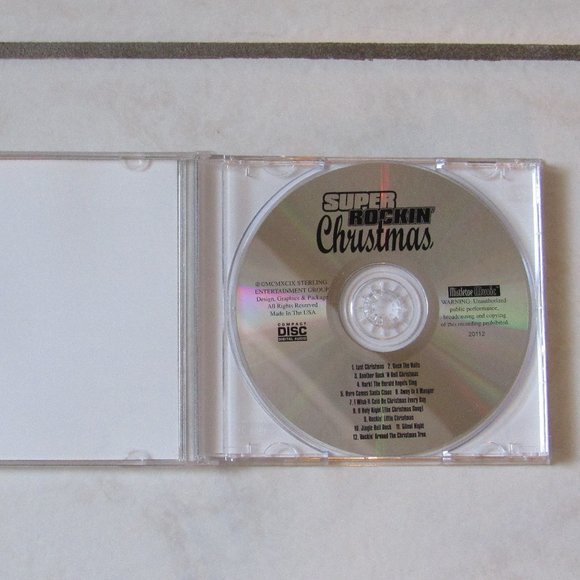 SUPER
ROCKIN'
Christmas
℗©MCMXCIX STERLING
ENTERTAINMENT GROUP
Design, Graphics & Package
All Rights Reserved
Made In The USA
COMPACT
DISC
DIGITAL AUDIO
Mistletoe
WARNING: Unauthorized
public performance,
broadcasting and copying
of this recording prohibited.
20112
1. Last Christmas 2. Deck The Halls
3. Another Rock 'N Roll Christmas
4. Hark! The Herald Angels Sing
5. Here Comes Santa Claus 6. Away In A Manger
7. I Wish It Could Be Christmas Every Day
8. O Holy Night (The Christmas Song)
9. Rockin' Little Christmas
10. Jingle Bell Rock 11. Silent Night
12. Rockin' Around The Christmas Tree